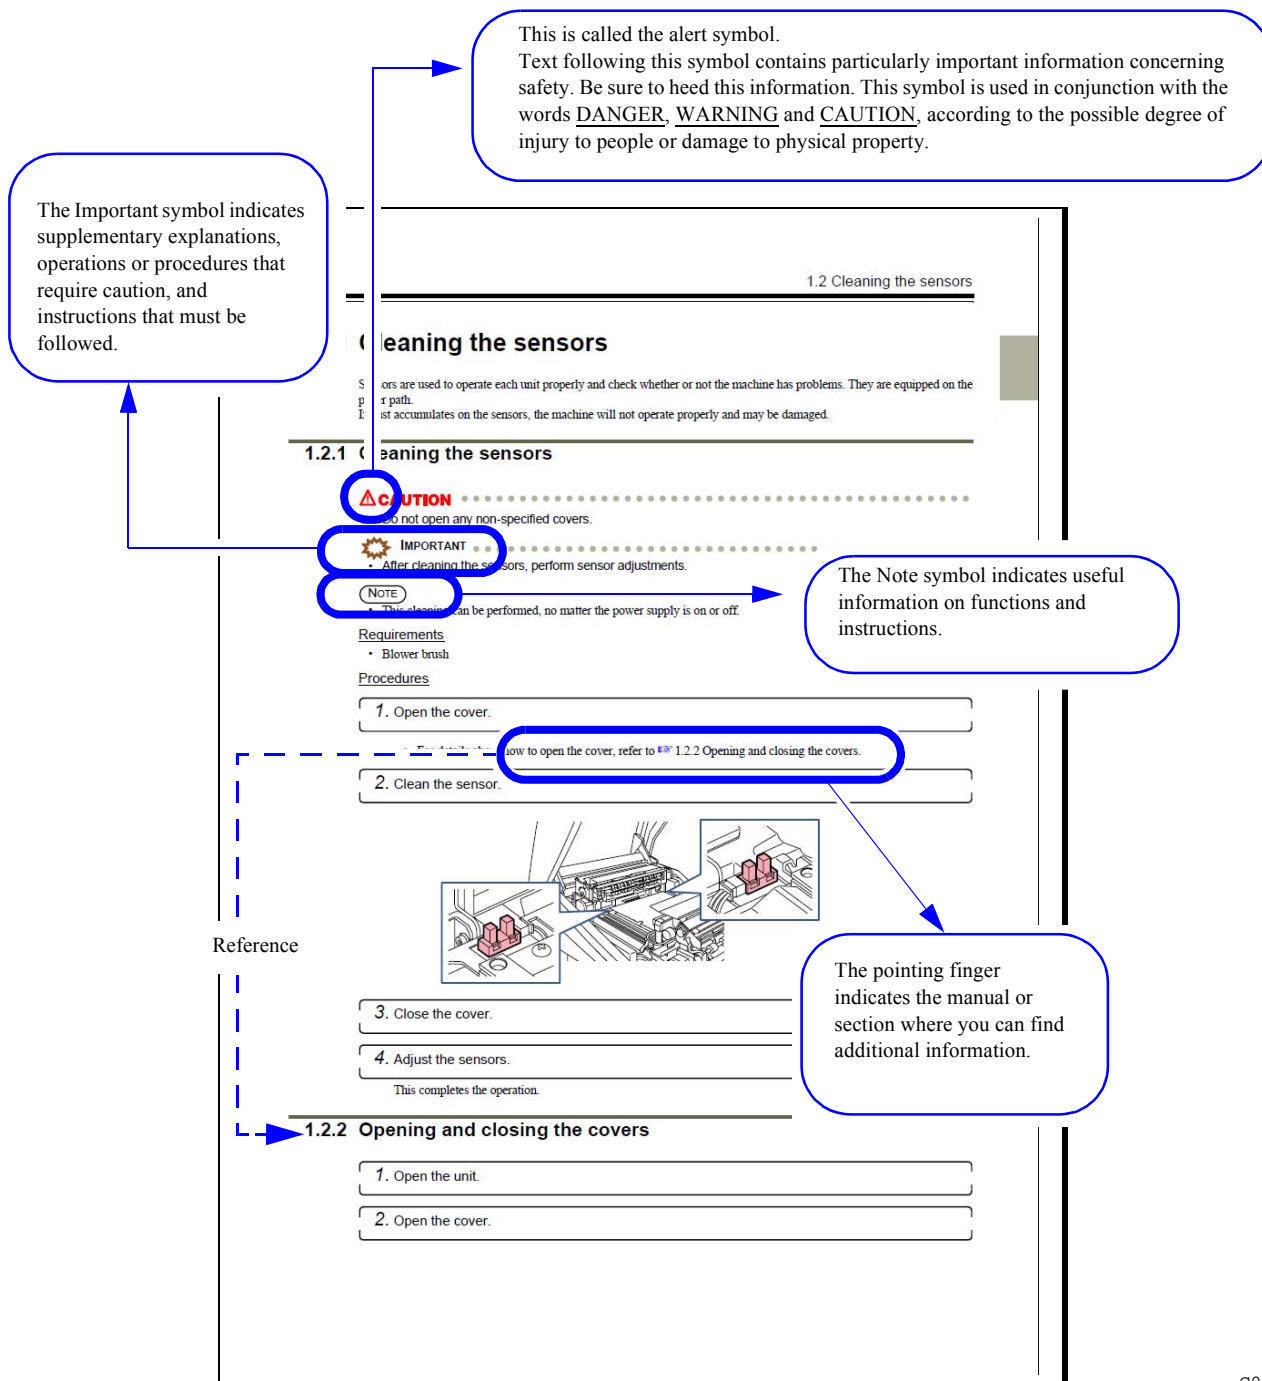 This is called the alert symbol.
Text following this symbol contains particularly important information concerning
safety. Be sure to heed this information. This symbol is used in conjunction with the
words DANGER, WARNING and CAUTION, according to the possible degree of
injury to people or damage to physical property.
The Important symbol indicates
supplementary explanations,
operations or procedures that
require caution, and
instructions that must be
followed.
1.2 Cleaning the sensors
leaning the sensors
ors are used to operate each unit properly and check whether or not the machine has problems. They are equipped on the
r path.
st accumulates on the sensors, the machine will not operate properly and may be damaged.
1.2.1 Cleaning the sensors
CAUTION
Do not open any non-specified covers.
IMPORTANT
• After cleaning the sensors, perform sensor adjustments.
NOTE
• This cleaning can be performed, no matter the power supply is on or off.
The Note symbol indicates useful
information on functions and
instructions.
Requirements
• Blower brush
Procedures
1. Open the cover.
For details about how to open the cover, refer to ☞ 1.2.2 Opening and closing the covers.
2. Clean the sensor.
Reference
The pointing finger
indicates the manual or
section where you can find
additional information.
3. Close the cover.
4. Adjust the sensors.
This completes the operation.
1.2.2 Opening and closing the covers
1. Open the unit.
2. Open the cover.